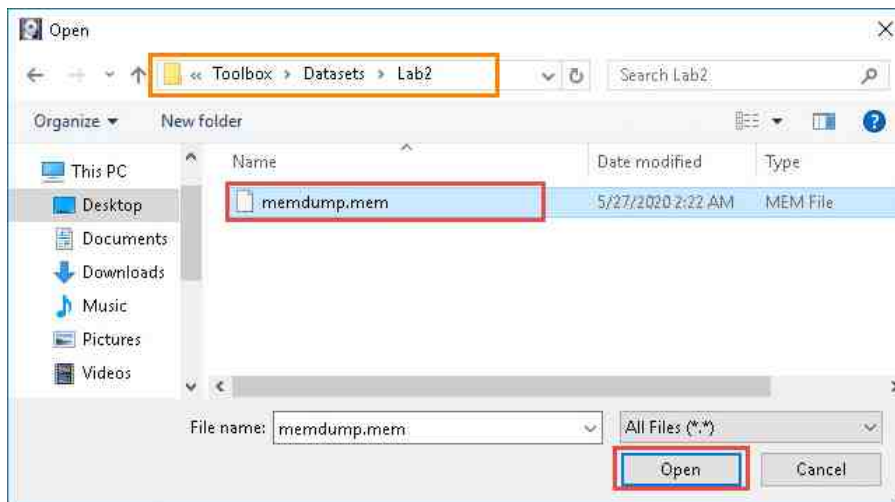 Open
« Toolbox > Datasets > Lab2
Search Lab2
Organize
New folder
Name
Date modified
Type
This PC
Desktop
Documents
Downloads
Music
Pictures
Videos
memdump.mem
5/27/2020 2:22 AM
MEM File
File name:
memdump.mem
All Files (*.*)
Open
Cancel